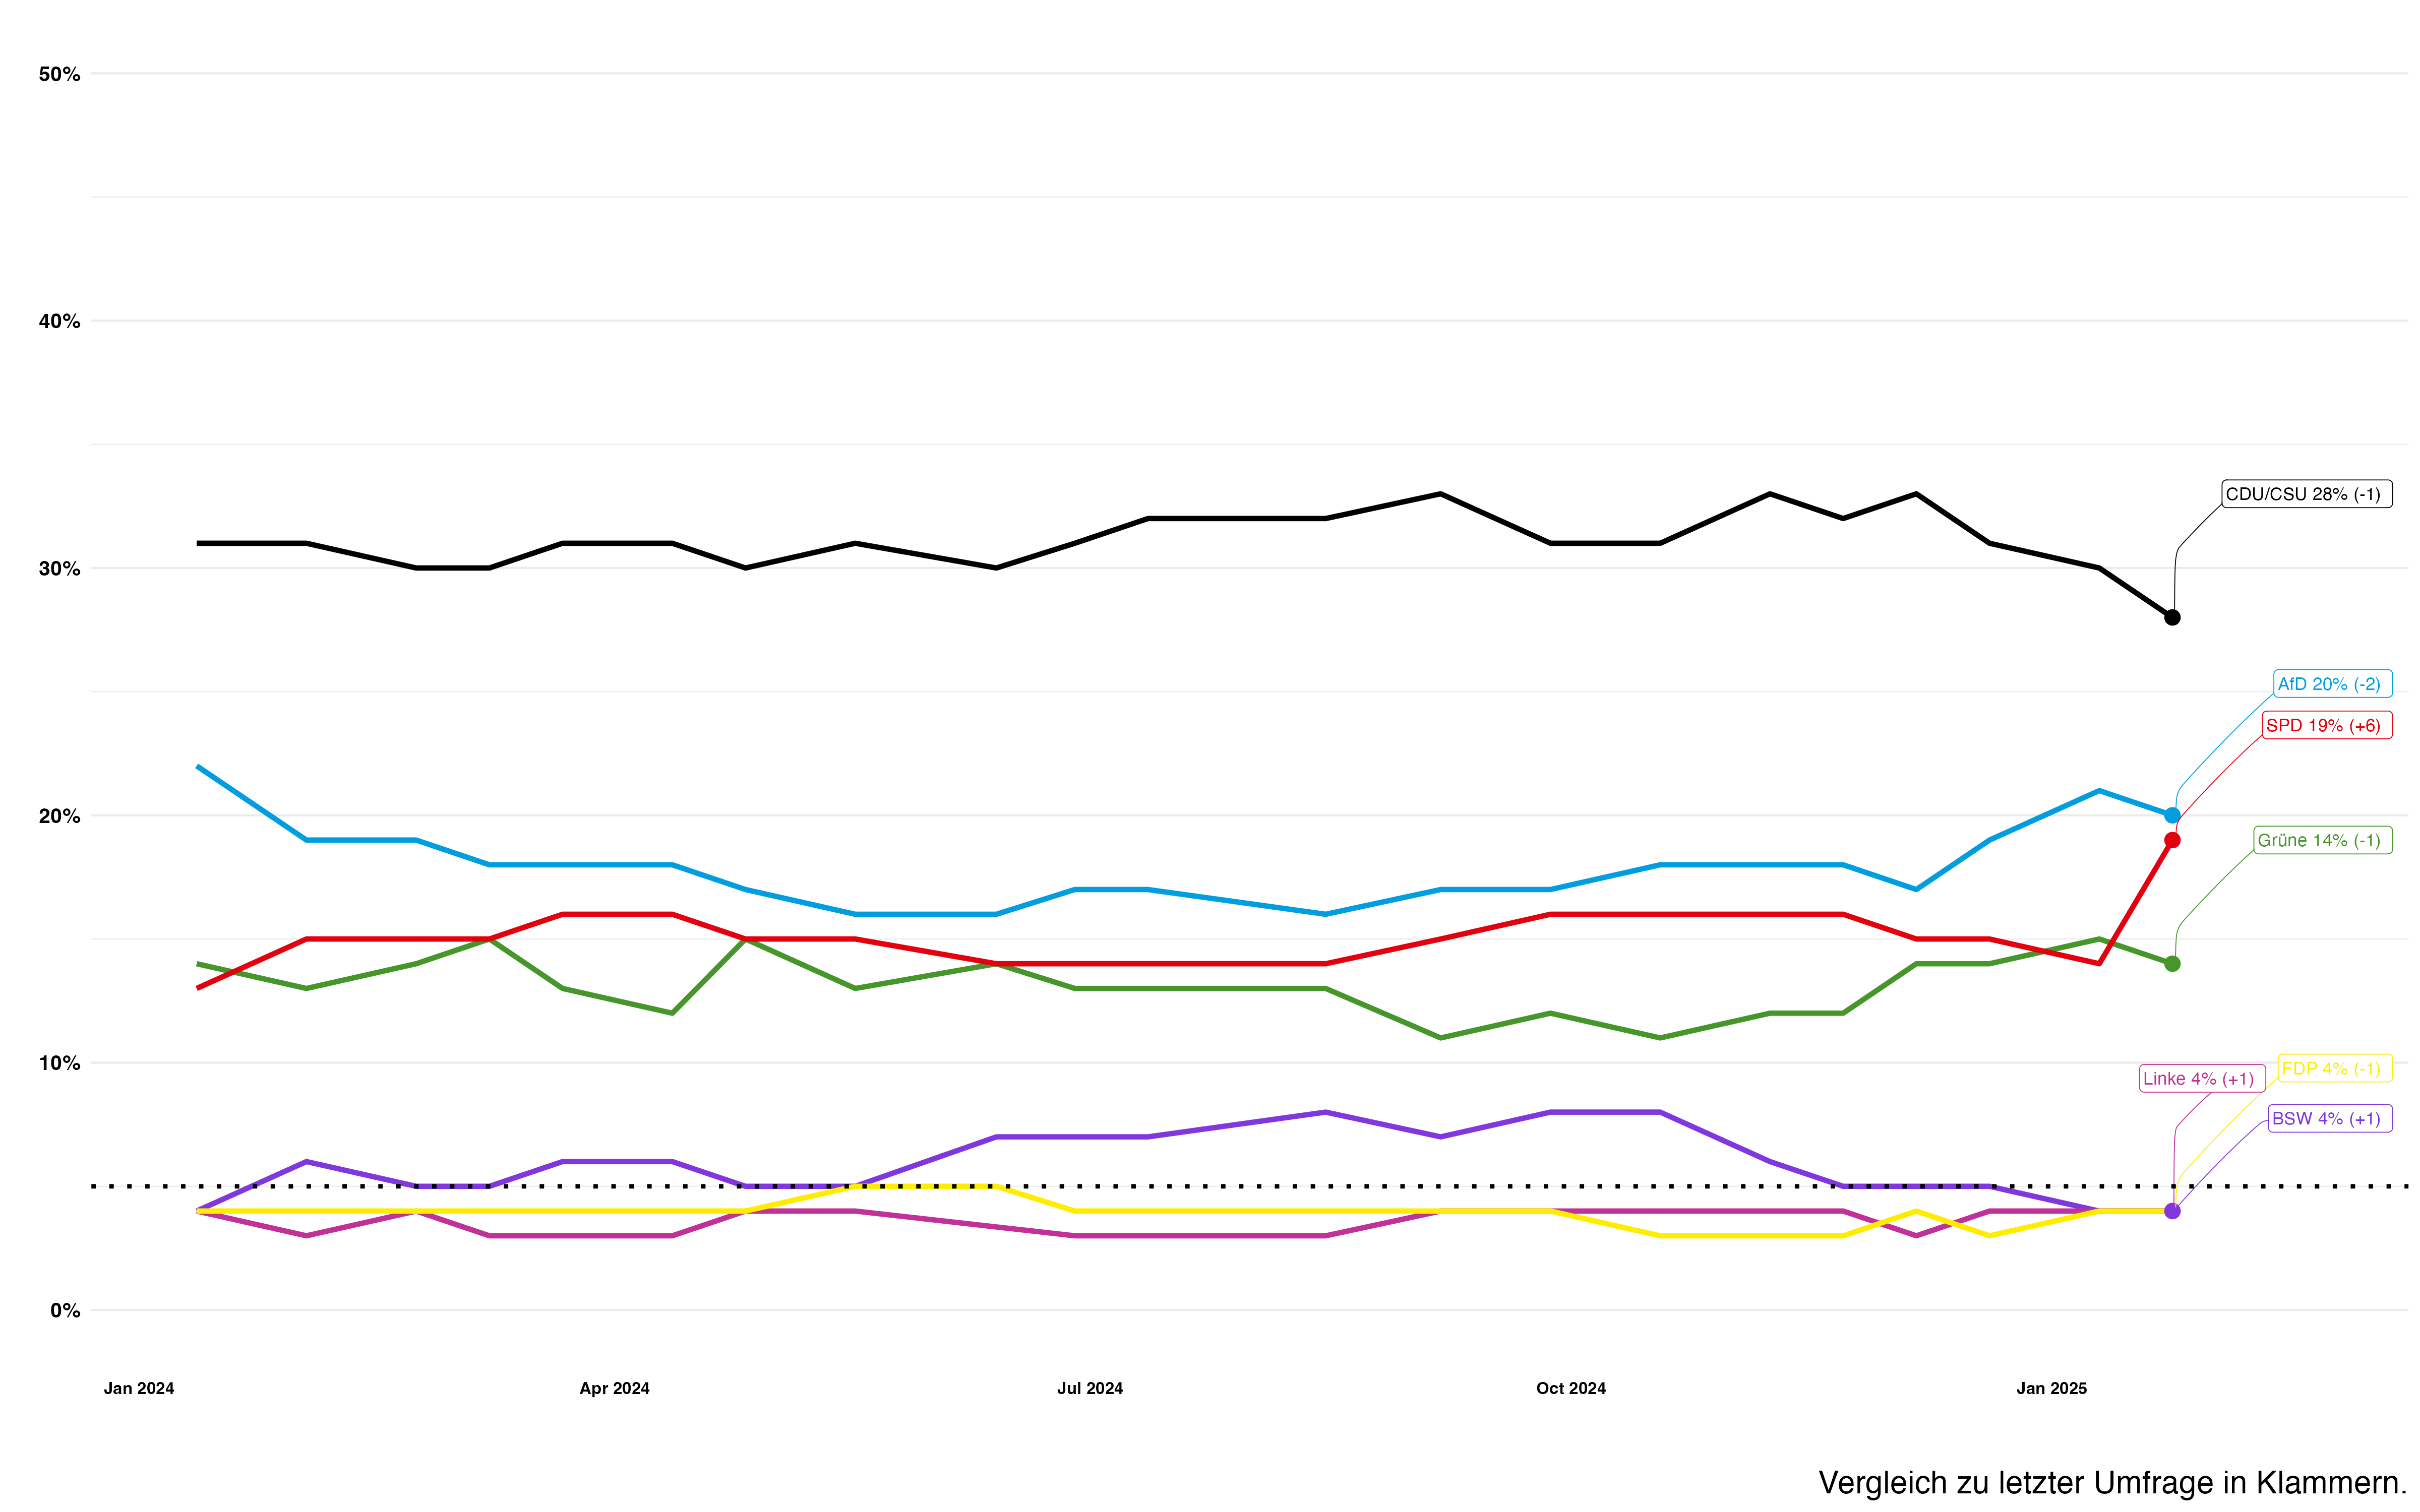 50%
40%
30%
20%
10%
0%
CDU/CSU 28% (-1)
AfD 20% (-2)
SPD 19% (+6)
Grüne 14% (-1)
FDP 4% (-1)
Linke 4% (+1)
BSW 4% (+1)
Jan 2024
Apr 2024
Jul 2024
Oct 2024
Jan 2025
Vergleich zu letzter Umfrage in Klammern.